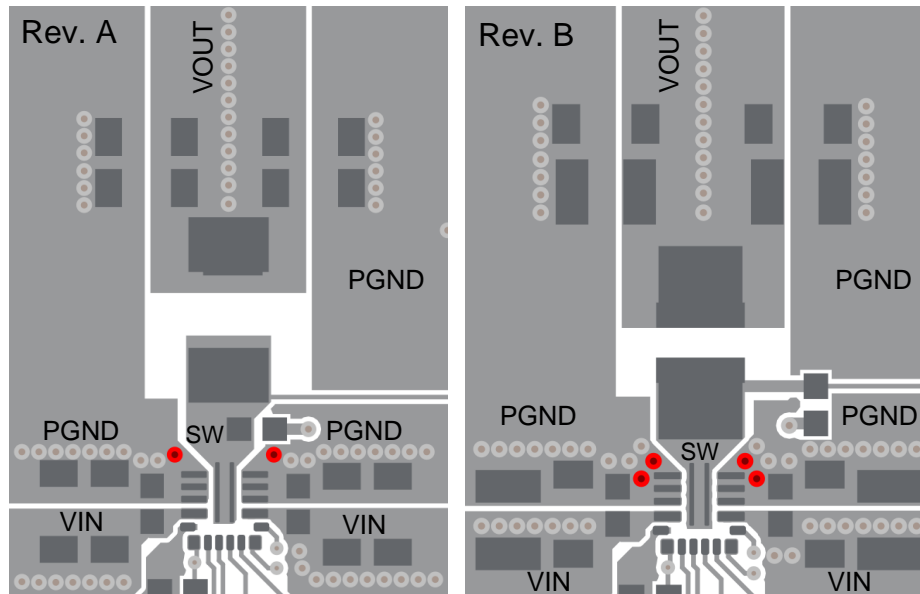 Rev. A
VOUT
PGND
PGND
SW
PGND
VIN
VIN
Rev. B
VOUT
PGND
PGND
PGND
SW
VIN
VIN